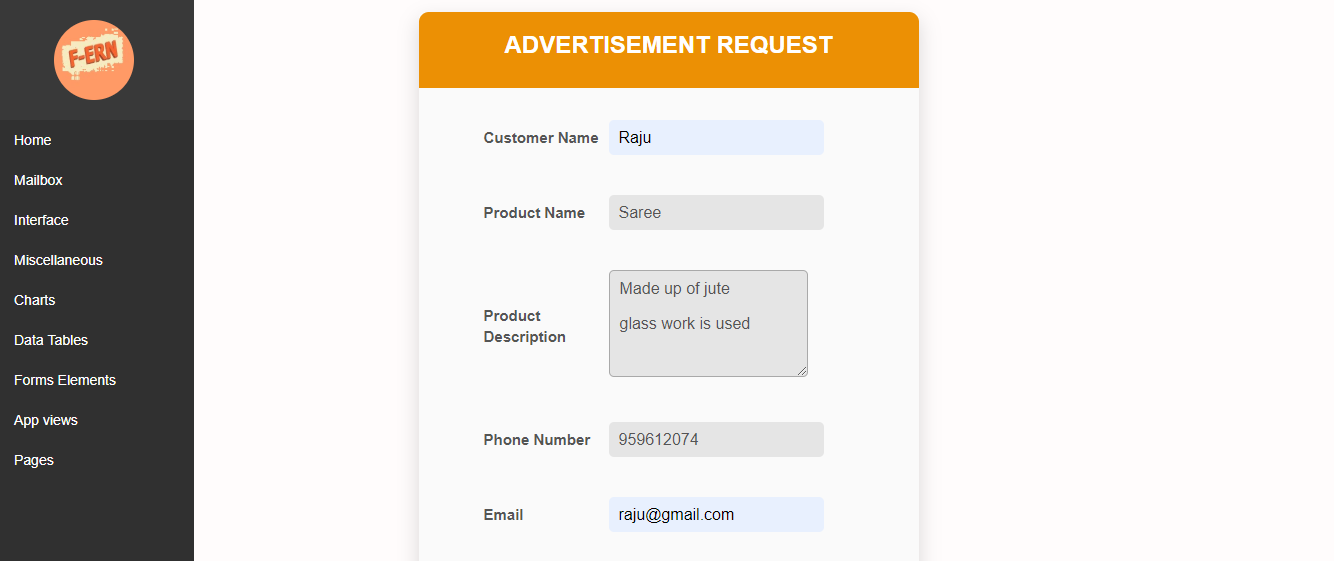 F-ERN
Home
Mailbox
Interface
Miscellaneous
Charts
Data Tables
Forms Elements
App views
Pages
ADVERTISEMENT REQUEST
Customer Name Raju
Product Name Saree
Product
Description
Made up of jute
glass work is used
Phone Number 959612074
Email raju@gmail.com